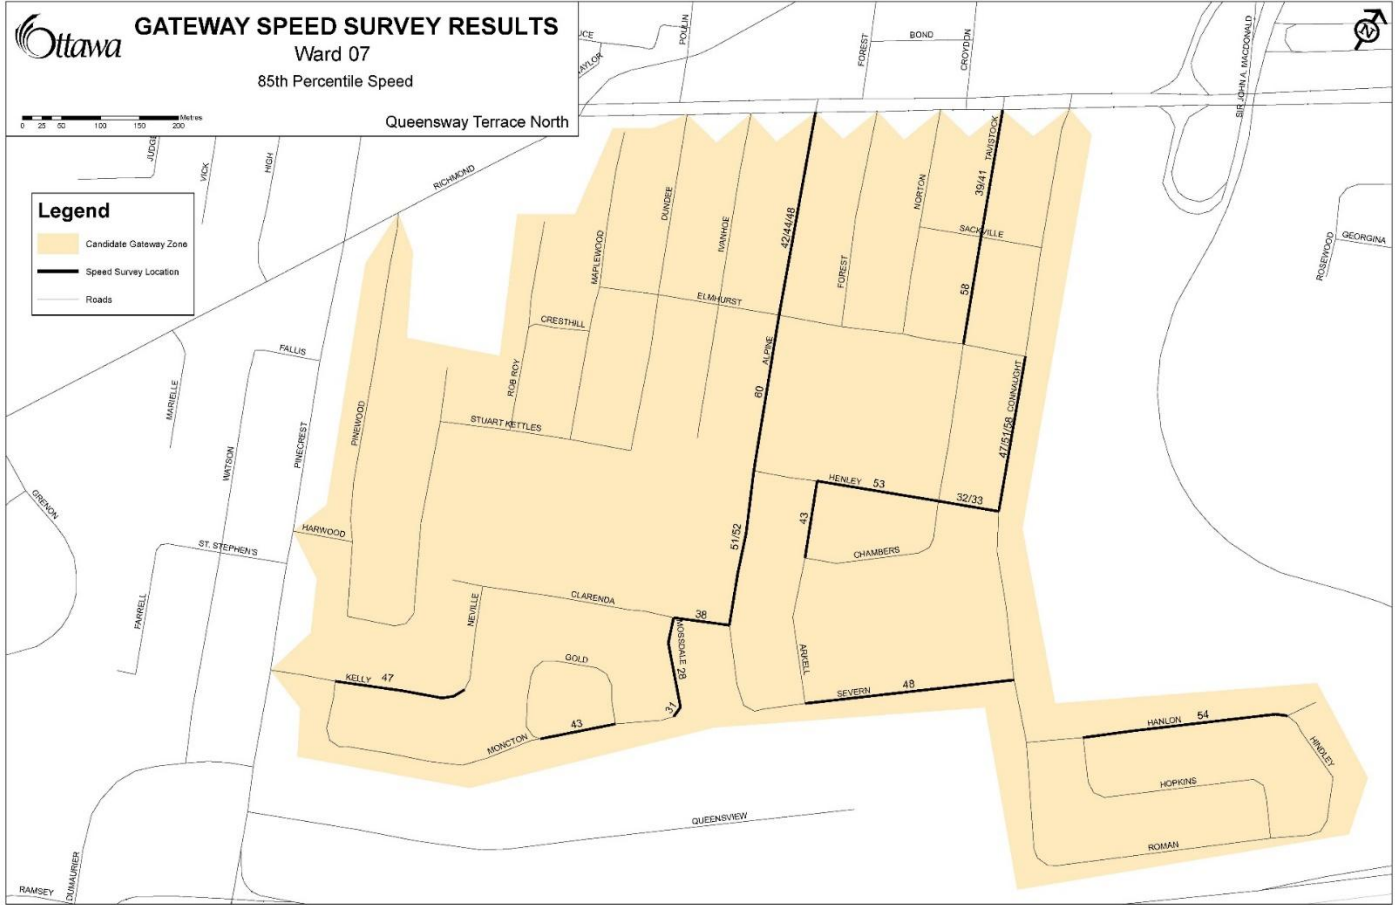 Ottawa
GATEWAY SPEED SURVEY RESULTS
Ward 07
85th Percentile Speed
Metres
0 25 50 100 150 200
Queensway Terrace North
Legend
Candidate Gateway Zone
Speed Survey Location
Roads
N
POULIN
FOREST
BOND
CROYDON
SIR JOHN A. MACDONALD
VICK
HIGH
RICHMOND
DUNDEE
IVANHOE
MAPLEWOOD
42/44/48
FOREST
NORTON
TAVISTOCK
39/41
SACKVILLE
58
ROSEWOOD
GEORGINA
ELMHURST
CRESTHILL
ROB ROY
ALPINE
60
CONNAUGHT
47/51/58
FALLIS
MARIELLE
PINEWOOD
PINECREST
WATSON
STUART KETTLES
GRENON
HENLEY 53
32/33
43
51/52
CHAMBERS
HARWOOD
ST. STEPHEN'S
FARRELL
NEVILLE
CLARENDA
38
MOSSDALE 28
31
GOLD
KELLY 47
43
MONCTON
ARKELL
SEVERN 48
HANLON 54
HINDLEY
HOPKINS
ROMAN
QUEENSVIEW
DUMAURIER
RAMSEY